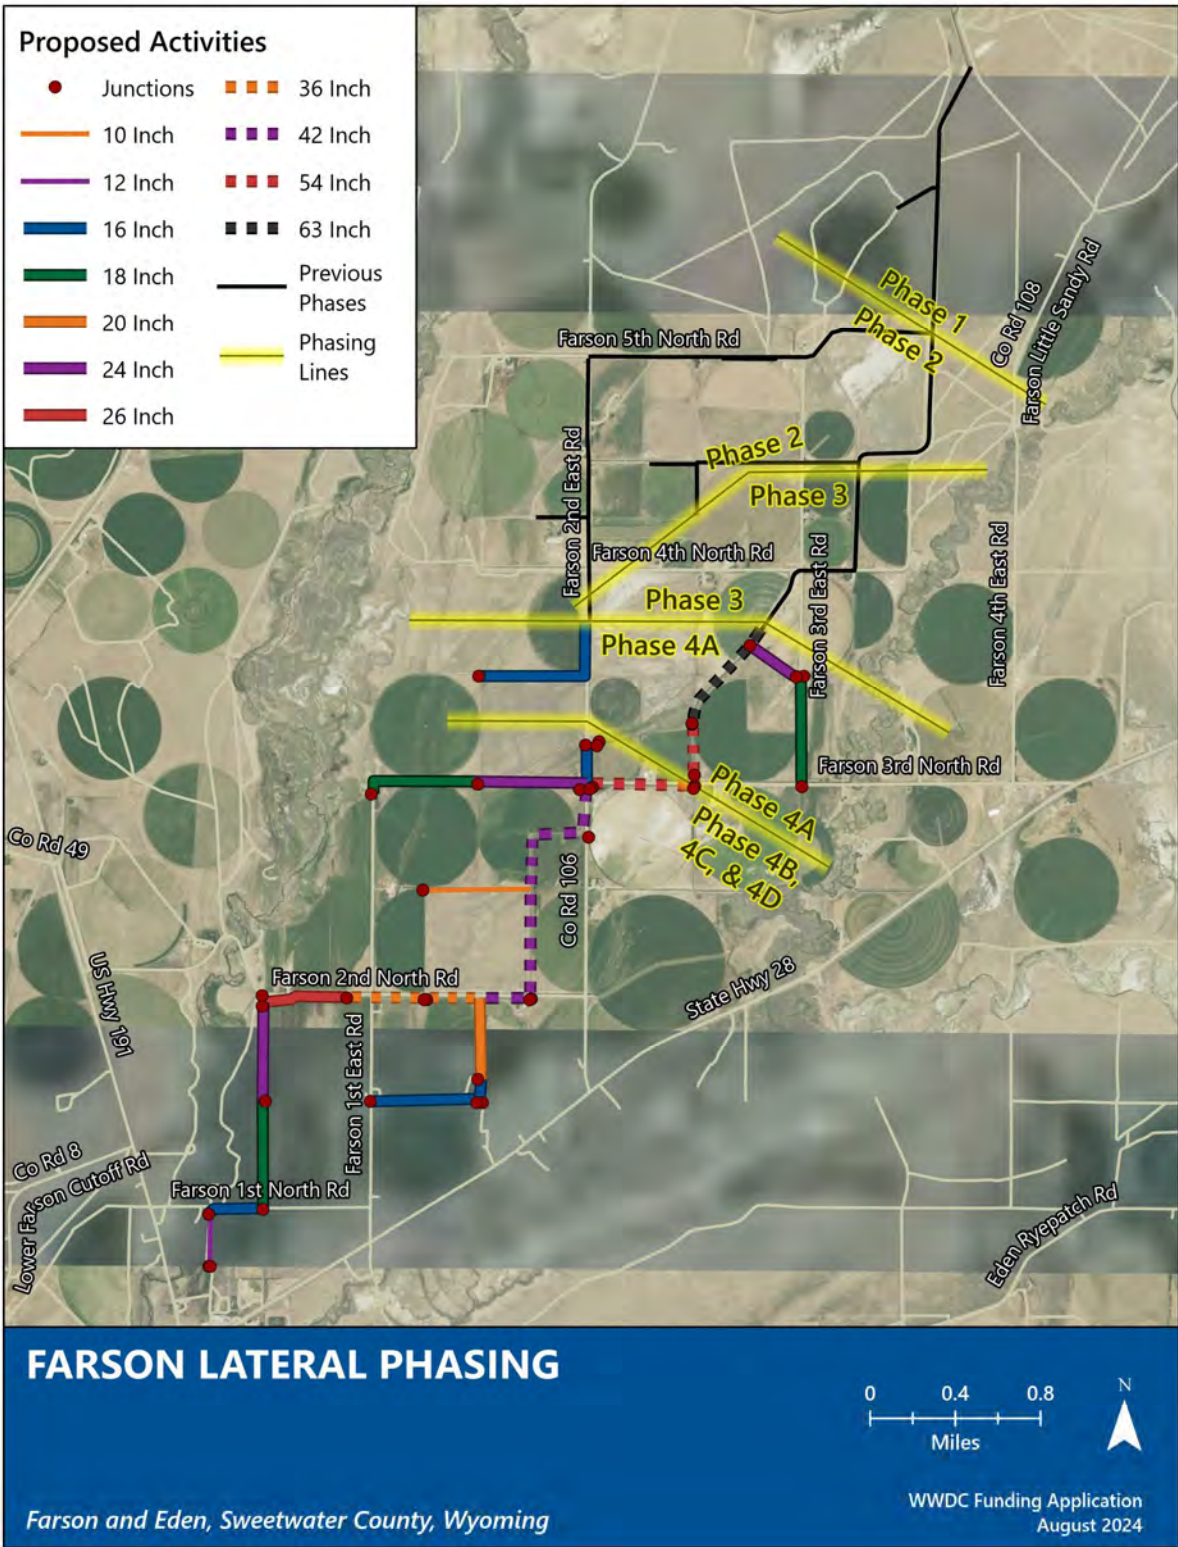 Proposed Activities
Junctions
10 Inch
12 Inch
16 Inch
18 Inch
20 Inch
24 Inch
26 Inch
36 Inch
42 Inch
54 Inch
63 Inch
Previous
Phases
Phasing
Lines
Phase 1
Phase 2
Co Rd 108
Farson Little Sandy Rd
Farson 5th North Rd
Farson 2nd East Rd
Phase 2
Phase 3
Farson 4th North Rd
Farson 3rd East Rd
Farson 4th East Rd
Phase 3
Phase 4A
Farson 3rd North Rd
Phase 4A
Phase 4B,
4C, & 4D
Co Rd 49
Co Rd 106
US Hwy 191
Farson 2nd North Rd
State Hwy 28
Farson 1st East Rd
Co Rd 8
Lower Farson Cutoff Rd
Farson 1st North Rd
Eden Ryepatch Rd
FARSON LATERAL PHASING
0 0.4 0.8
Miles
N
Farson and Eden, Sweetwater County, Wyoming
WWDC Funding Application
August 2024